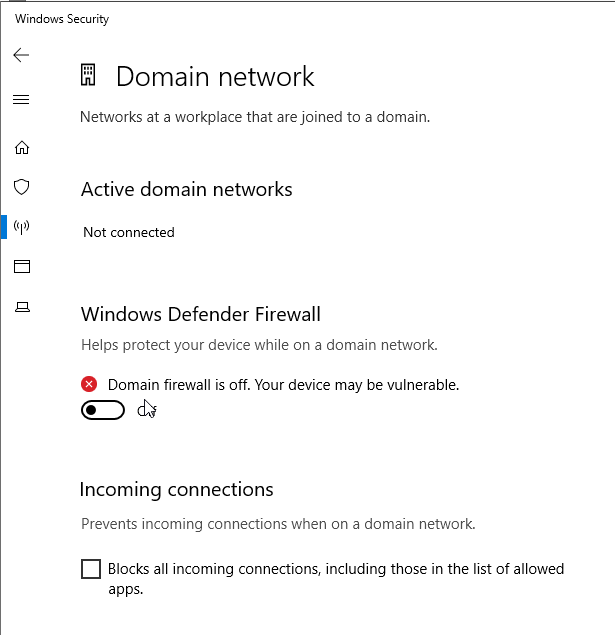 Windows Security
Domain network
Networks at a workplace that are joined to a domain.
Active domain networks
Not connected
Windows Defender Firewall
Helps protect your device while on a domain network.
Domain firewall is off. Your device may be vulnerable.
Incoming connections
Prevents incoming connections when on a domain network.
Blocks all incoming connections, including those in the list of allowed
apps.